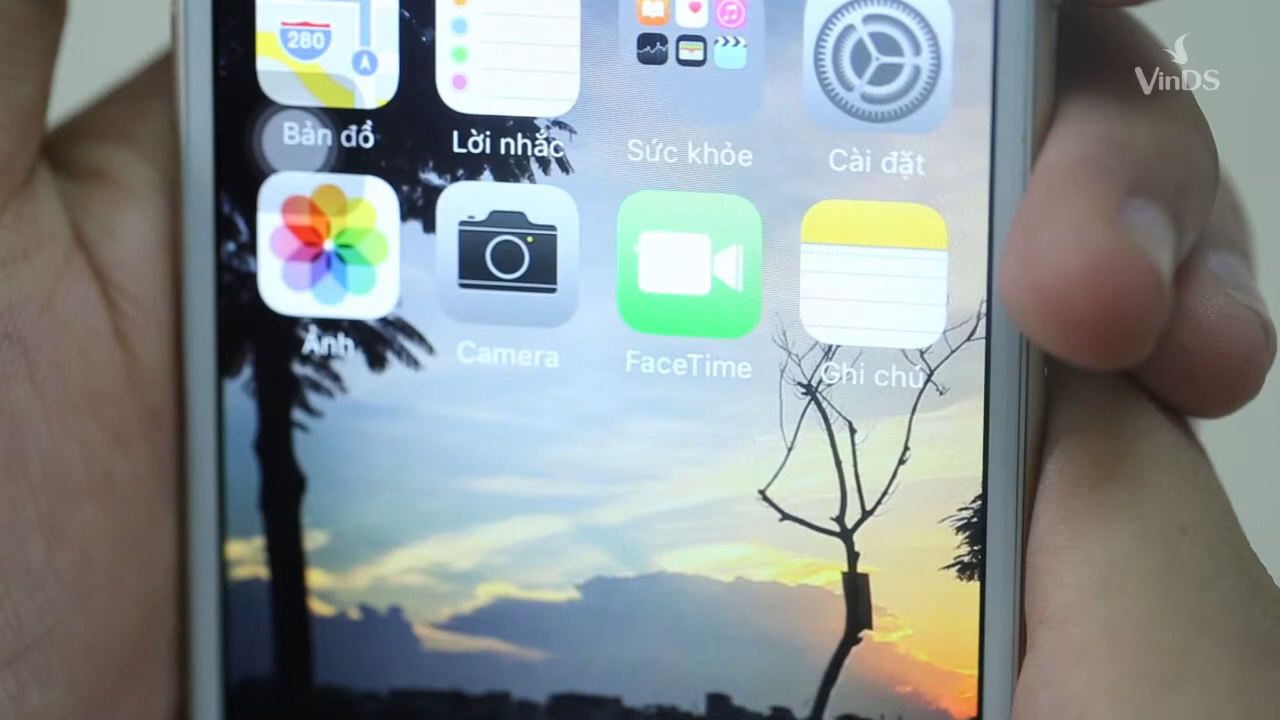 VinDS
280
A
Bản đồ
Lời nhắc
Sức khỏe
Cài đặt
Ảnh
Camera
FaceTime
Ghi chú